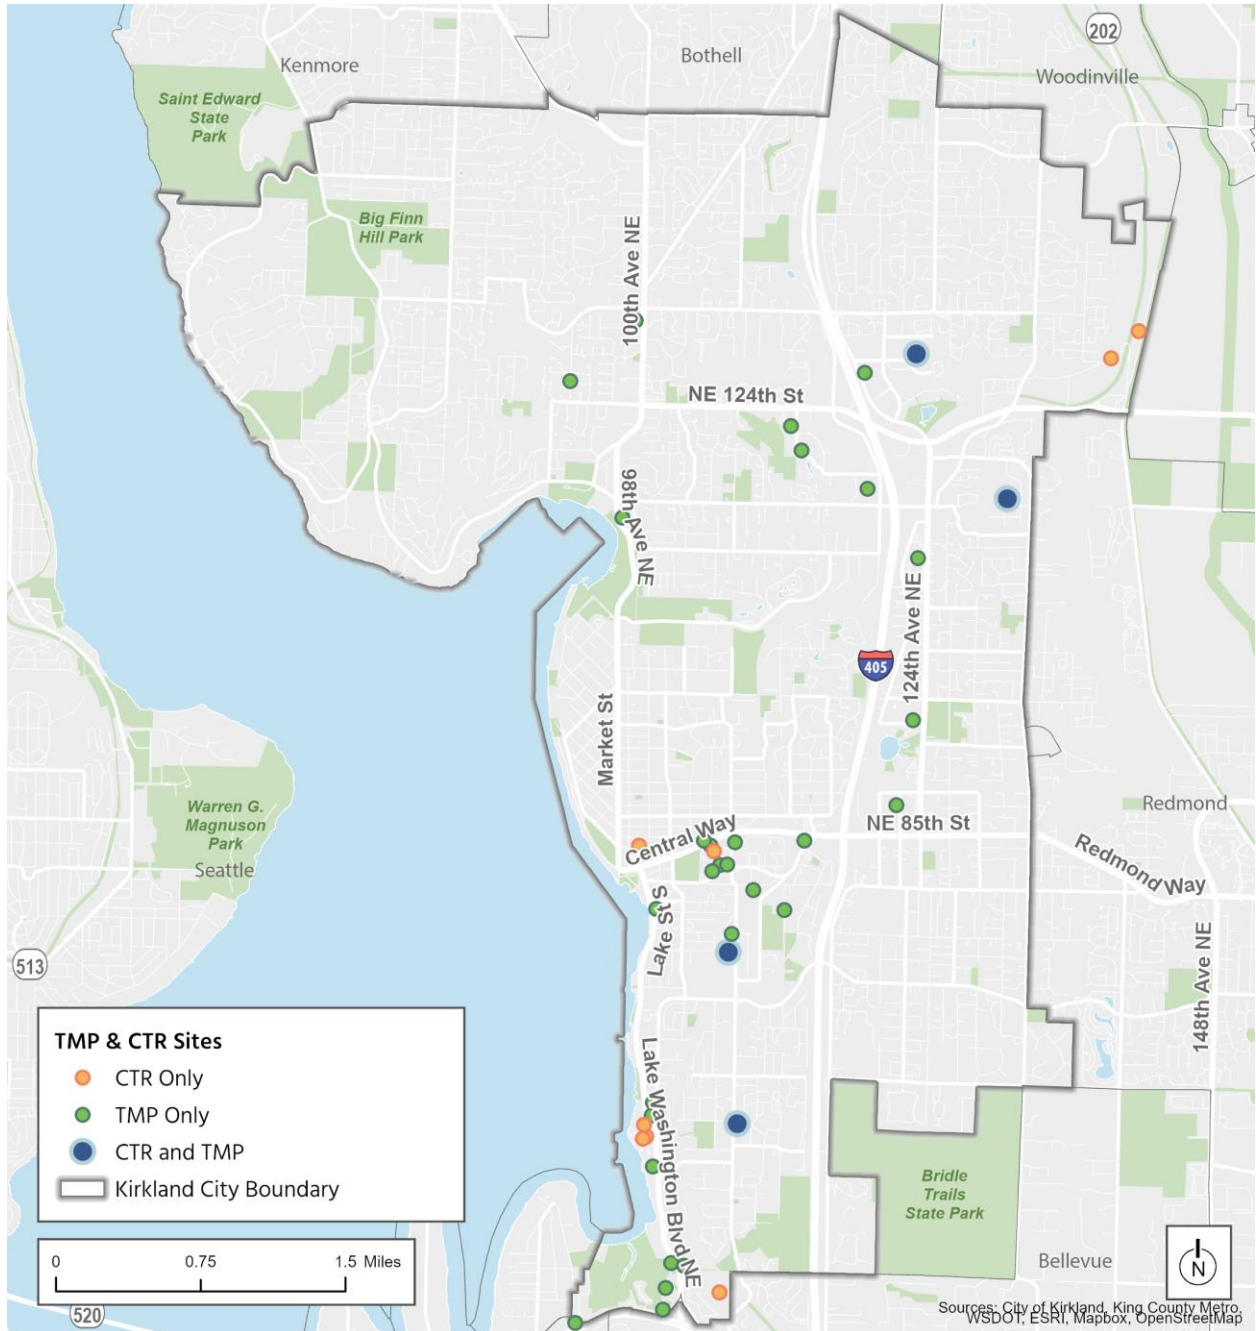 Kenmore
Bothell
202
Woodinville
Saint Edward
State
Park
Big Finn
Hill Park
100th Ave NE
NE 124th St
98th Ave NE
124th Ave NE
405
Market St
Warren G.
Magnuson
Park
Seattle
Redmond
Central Way
NE 85th St
Redmond Way
Lake St S
513
148th Ave NE
TMP & CTR Sites
CTR Only
TMP Only
CTR and TMP
Kirkland City Boundary
Lake Washington Blvd NE
Bridle
Trails
State Park
Bellevue
N
0 0.75 1.5 Miles
520
Sources: City of Kirkland, King County Metro,
WSDOT, ESRI, Mapbox, OpenStreetMap